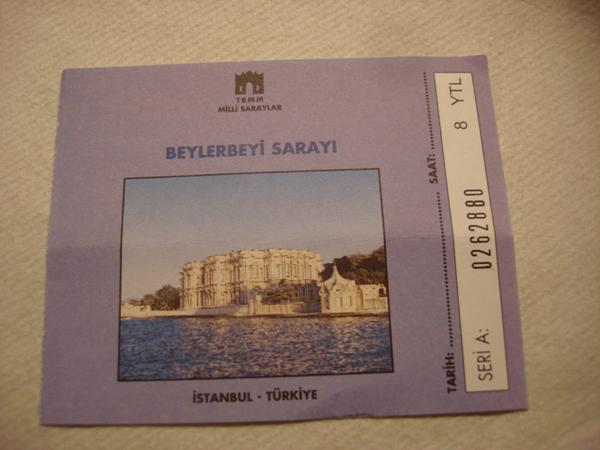 TBMM
MİLLİ SARAYLAR
BEYLERBEYİ SARAYI
İSTANBUL - TÜRKİYE
TARİH: ........................ SAAT: ........................
SERİ A: 0262880 8 YTL